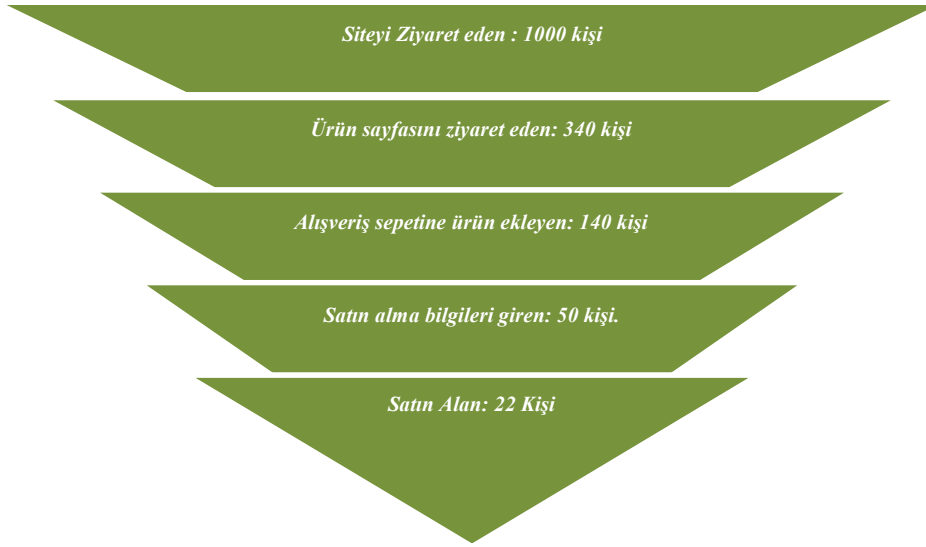 Siteyi Ziyaret eden : 1000 kişi
Ürün sayfasını ziyaret eden: 340 kişi
Alışveriş sepetine ürün ekleyen: 140 kişi
Satın alma bilgileri giren: 50 kişi.
Satın Alan: 22 Kişi